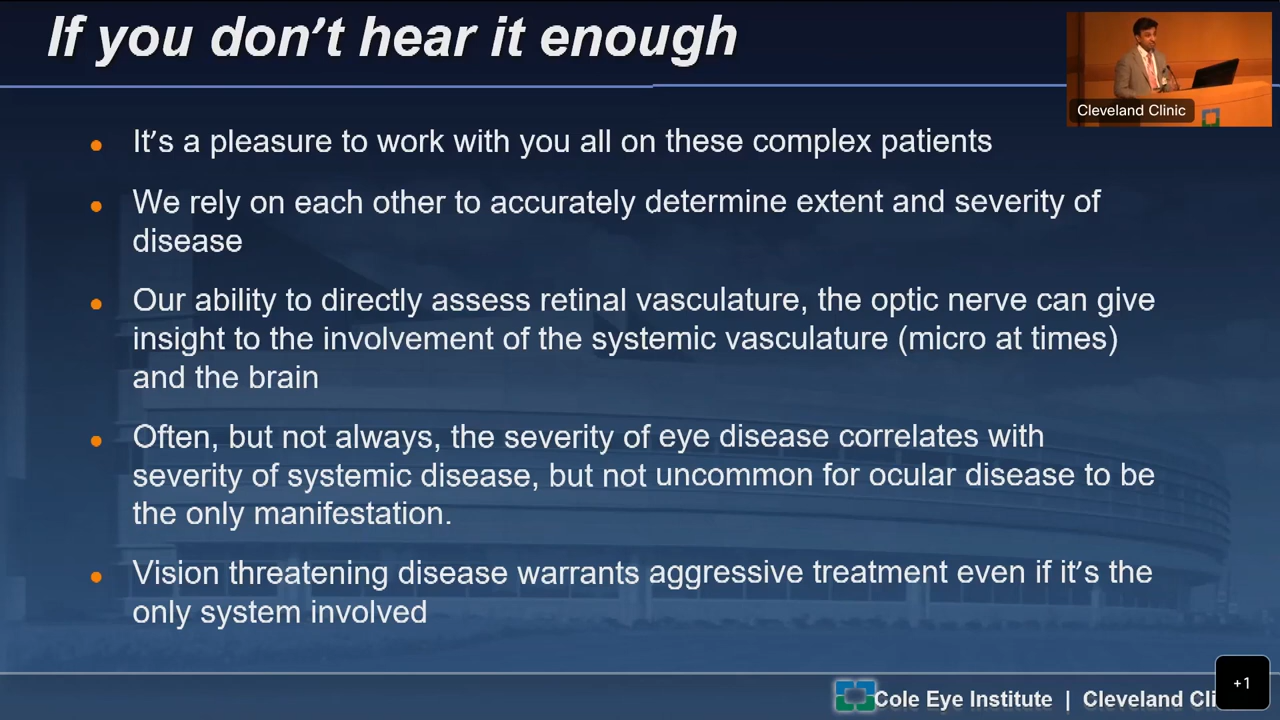 If you don’t hear it enough
Cleveland Clinic
It’s a pleasure to work with you all on these complex patients
We rely on each other to accurately determine extent and severity of
disease
Our ability to directly assess retinal vasculature, the optic nerve can give
insight to the involvement of the systemic vasculature (micro at times)
and the brain
Often, but not always, the severity of eye disease correlates with
severity of systemic disease, but not uncommon for ocular disease to be
the only manifestation.
Vision threatening disease warrants aggressive treatment even if it’s the
only system involved
Cole Eye Institute | Cleveland Cli
+1